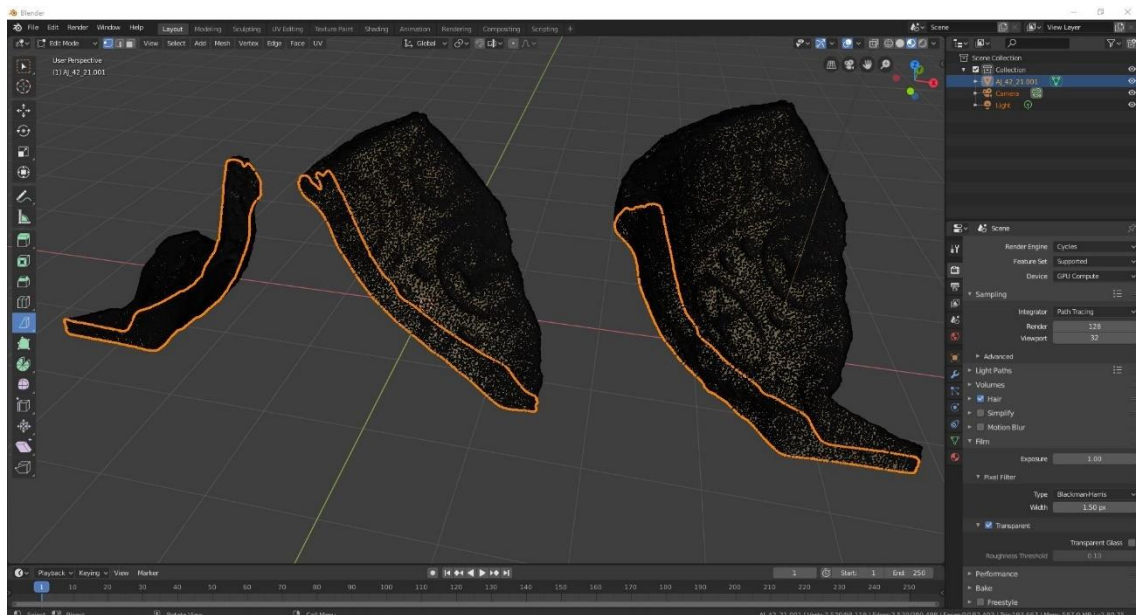 Blender
File Edit Render Window Help Layout Modeling Sculpting UV Editing Texture Paint Shading Animation Rendering Compositing Scripting + Scene View Layer
Edit Mode View Select Add Mesh Vertex Edge Face UV Global
User Perspective
(1) AJ_42_21.001
Scene Collection
Collection
AJ_42_21.001
Camera
Light
Scene
Render Engine Cycles
Feature Set Supported
Device GPU Compute
Sampling
Integrator Path Tracing
Render 128
Viewport 32
Advanced
Light Paths
Volumes
Hair
Simplify
Motion Blur
Film
Exposure 1.00
Pixel Filter
Type Blackman-Harris
Width 1.50 px
Transparent
Transparent Glass
Roughness Threshold 0.10
Performance
Bake
Freestyle
Playback Keying View Marker 1 Start: 1 End: 250
1 10 20 30 40 50 60 70 80 90 100 110 120 130 140 150 160 170 180 190 200 210 220 230 240 250
Select Rotate View Call Menu